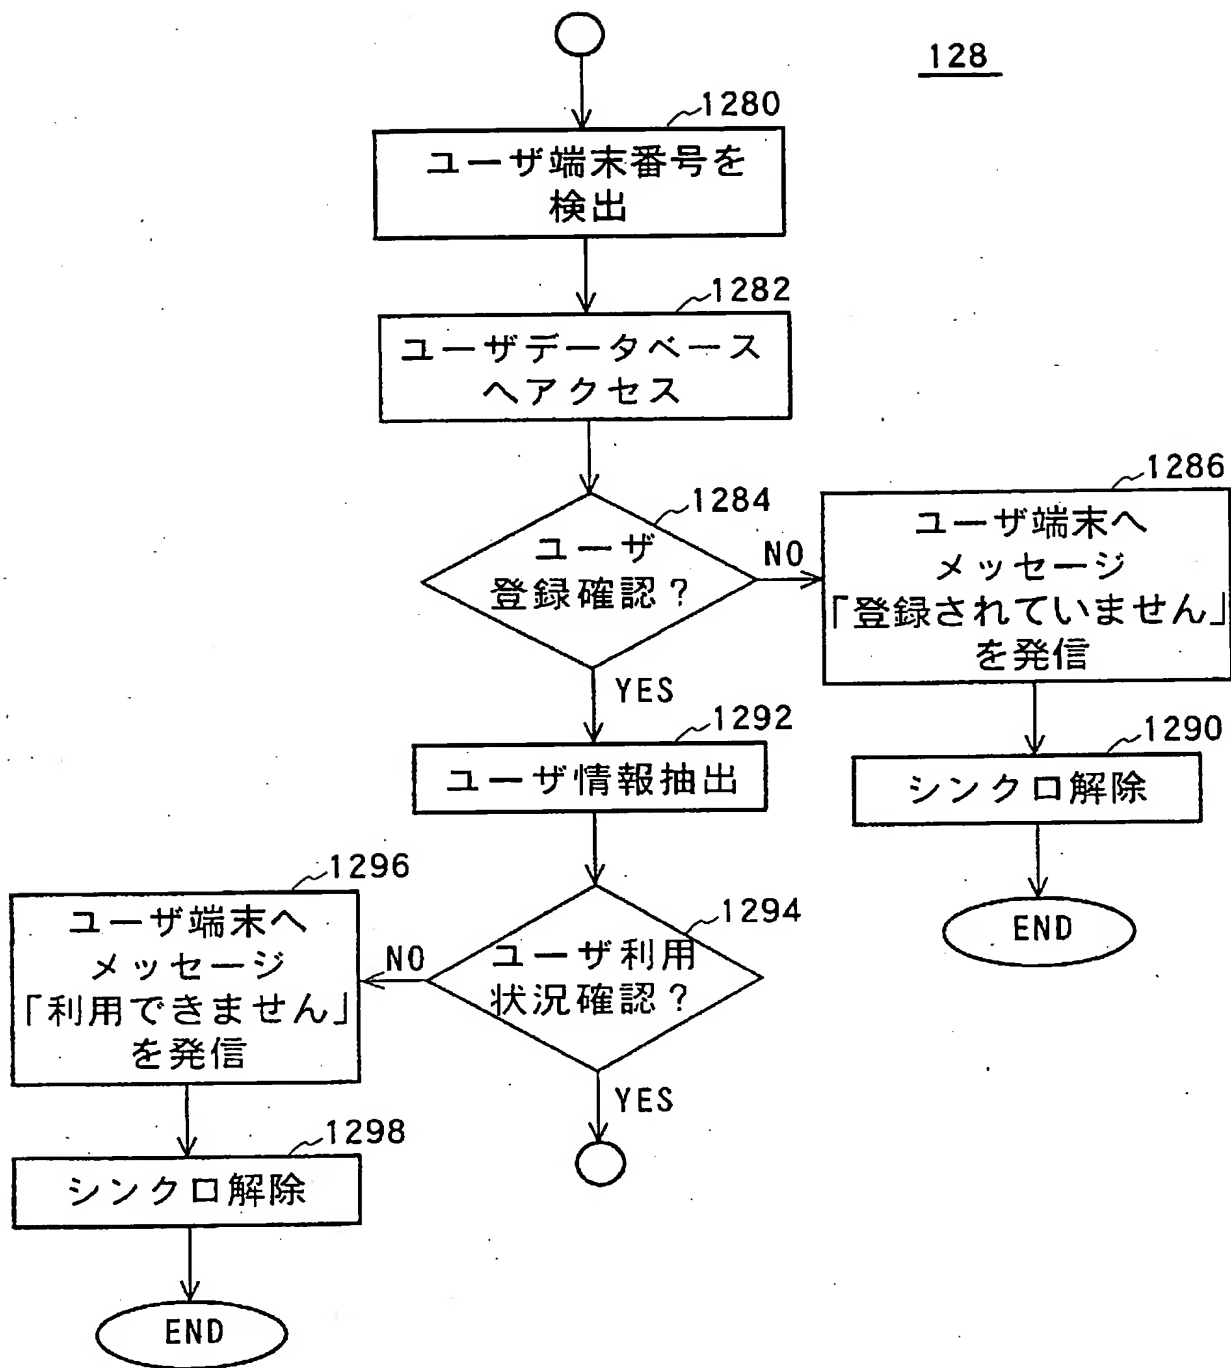 128
1280
ユーザ端末番号を
検出
1282
ユーザデータベース
へアクセス
1284
ユーザ
登録確認？
NO
1286
ユーザ端末へ
メッセージ
「登録されていません」
を発信
YES
1290
シンクロ解除
END
1292
ユーザ情報抽出
1294
ユーザ利用
状況確認？
NO
1296
ユーザ端末へ
メッセージ
「利用できません」
を発信
YES
1298
シンクロ解除
END